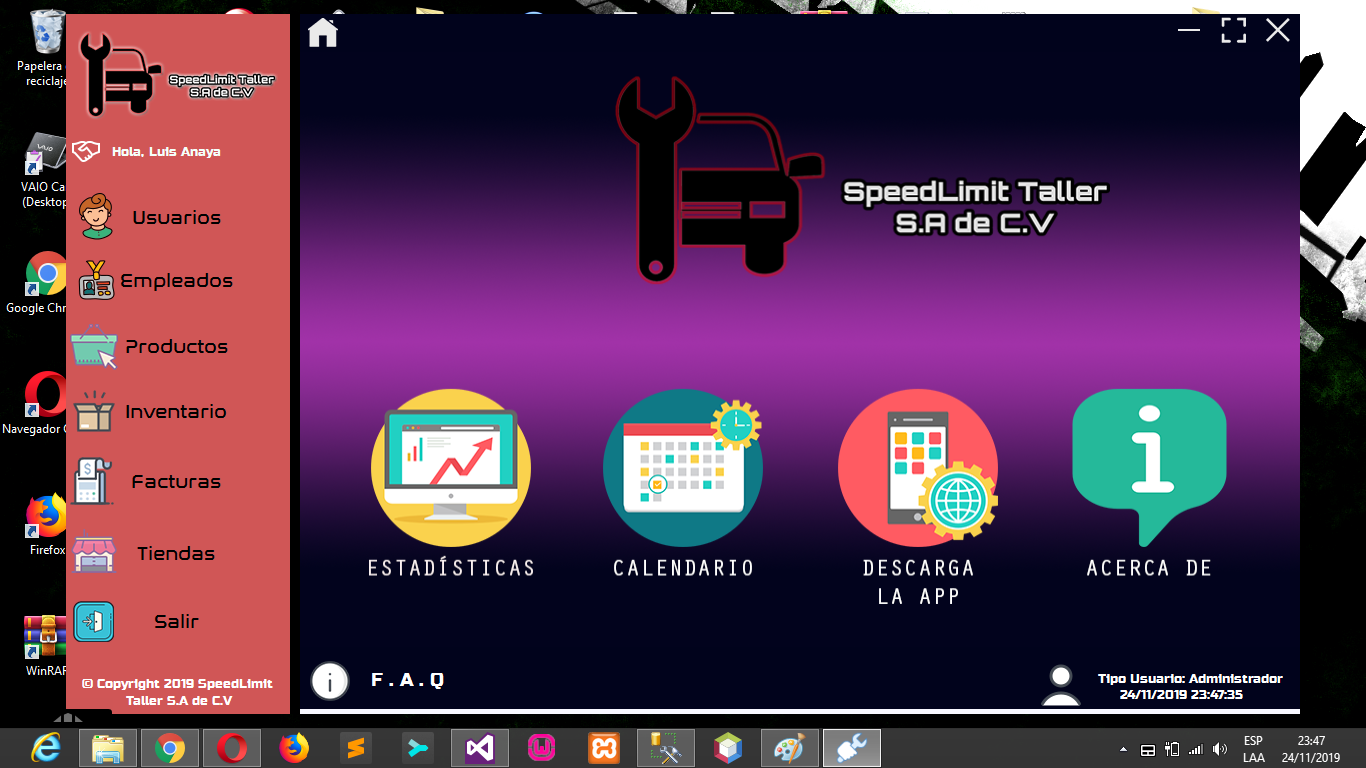 Papelera
reciclaje
VAIO Ca
(Desktop
Google Chr
Navegador
Firefox
WinRAR
SpeedLimit Taller
S.A de C.V
Hola, Luis Anaya
Usuarios
Empleados
Productos
Inventario
Facturas
Tiendas
Salir
© Copyright 2019 SpeedLimit
Taller S.A de C.V
SpeedLimit Taller
S.A de C.V
ESTADÍSTICAS
CALENDARIO
DESCARGA
LA APP
ACERCA DE
F.A.Q
Tipo Usuario: Administrador
24/11/2019 23:47:35
ESP
LAA
23:47
24/11/2019